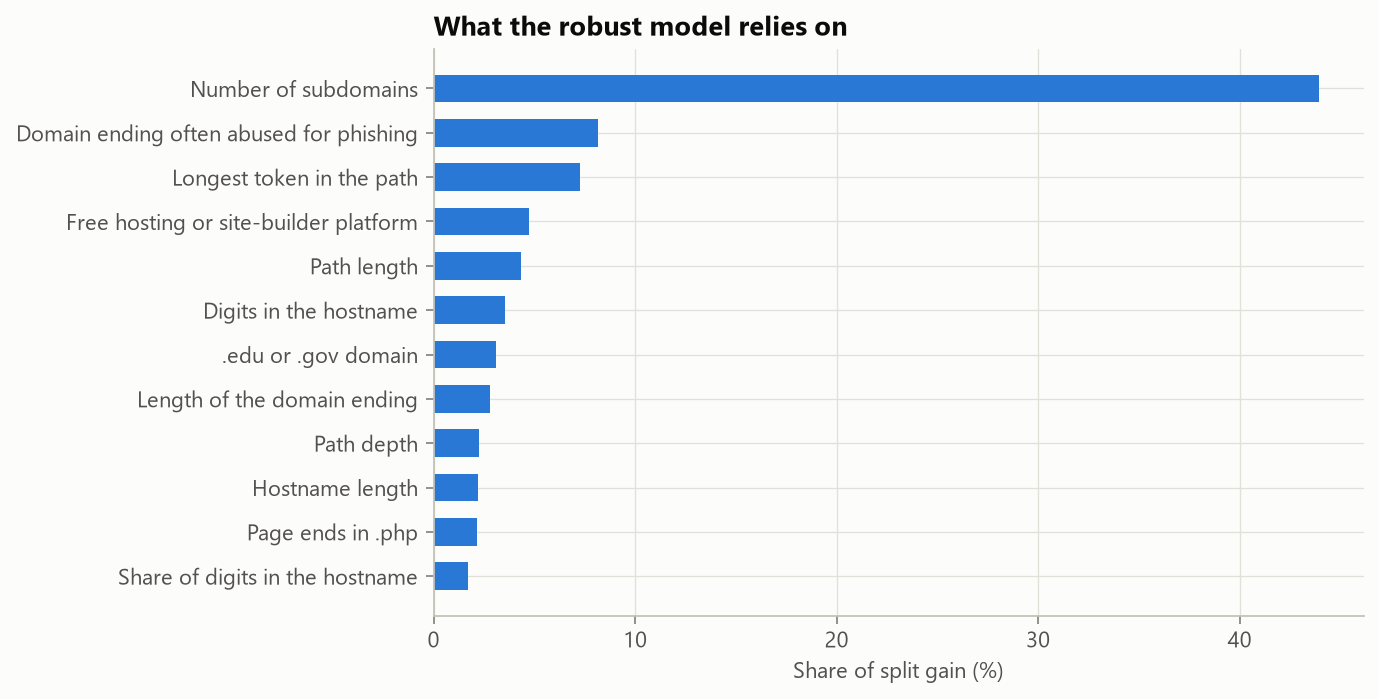 What the robust model relies on
Number of subdomains
Domain ending often abused for phishing
Longest token in the path
Free hosting or site-builder platform
Path length
Digits in the hostname
.edu or .gov domain
Length of the domain ending
Path depth
Hostname length
Page ends in .php
Share of digits in the hostname
0 10 20 30 40
Share of split gain (%)